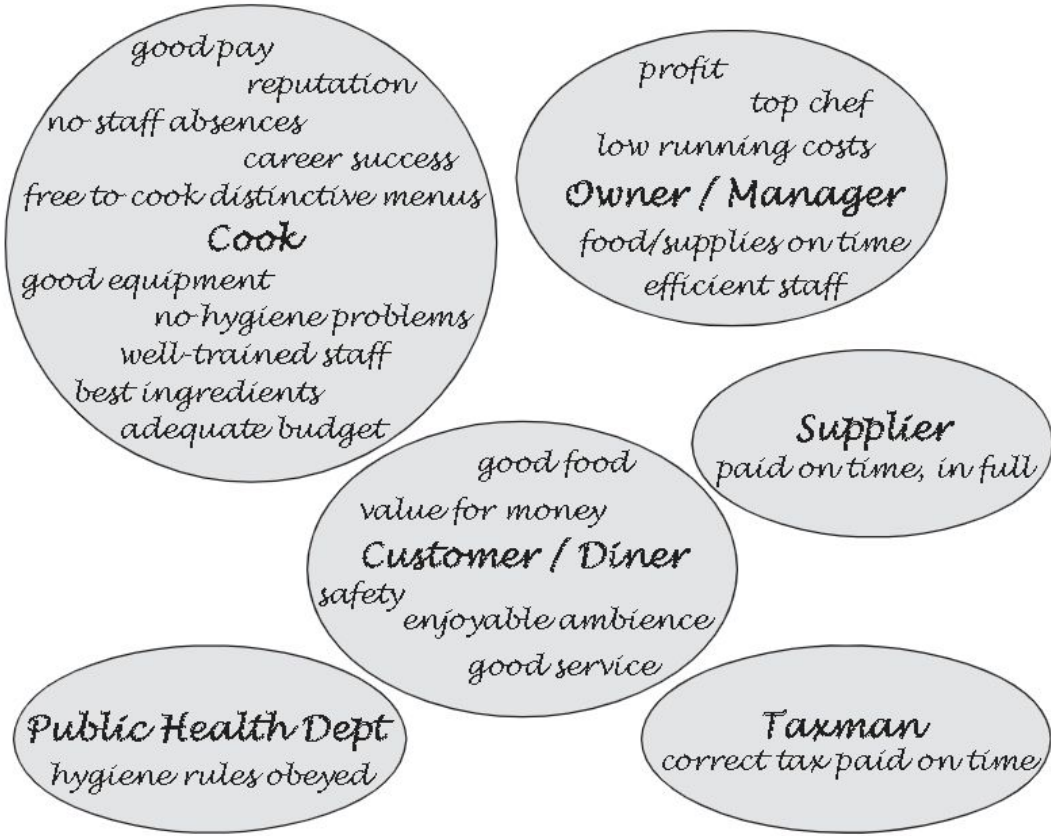 good pay
reputation
no staff absences
career success
free to cook distinctive menus
Cook
good equipment
no hygiene problems
well-trained staff
best ingredients
adequate budget
profit
top chef
low running costs
Owner / Manager
food/supplies on time
efficient staff
Supplier
paid on time, in full
good food
value for money
Customer / Diner
safety
enjoyable ambience
good service
Public Health Dept
hygiene rules obeyed
Taxman
correct tax paid on time